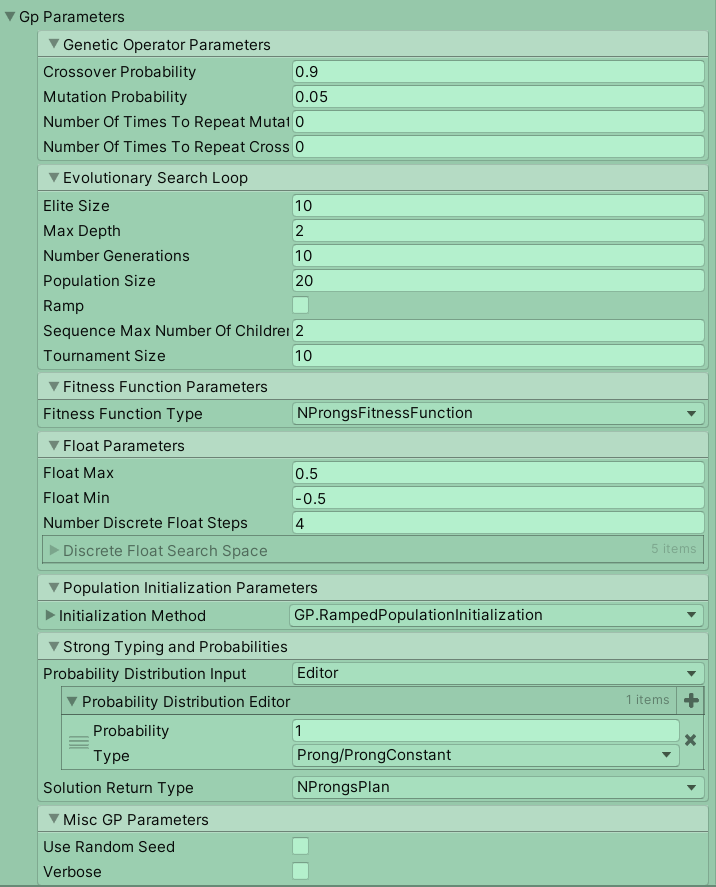 Gp Parameters
Genetic Operator Parameters
Crossover Probability 0.9
Mutation Probability 0.05
Number Of Times To Repeat Mutat 0
Number Of Times To Repeat Cross 0
Evolutionary Search Loop
Elite Size 10
Max Depth 2
Number Generations 10
Population Size 20
Ramp
Sequence Max Number Of Children 2
Tournament Size 10
Fitness Function Parameters
Fitness Function Type NProngsFitnessFunction
Float Parameters
Float Max 0.5
Float Min -0.5
Number Discrete Float Steps 4
Discrete Float Search Space 5 items
Population Initialization Parameters
Initialization Method GP.RampedPopulationInitialization
Strong Typing and Probabilities
Probability Distribution Input Editor
Probability Distribution Editor 1 items
Probability 1
Type Prong/ProngConstant
Solution Return Type NProngsPlan
Misc GP Parameters
Use Random Seed
Verbose